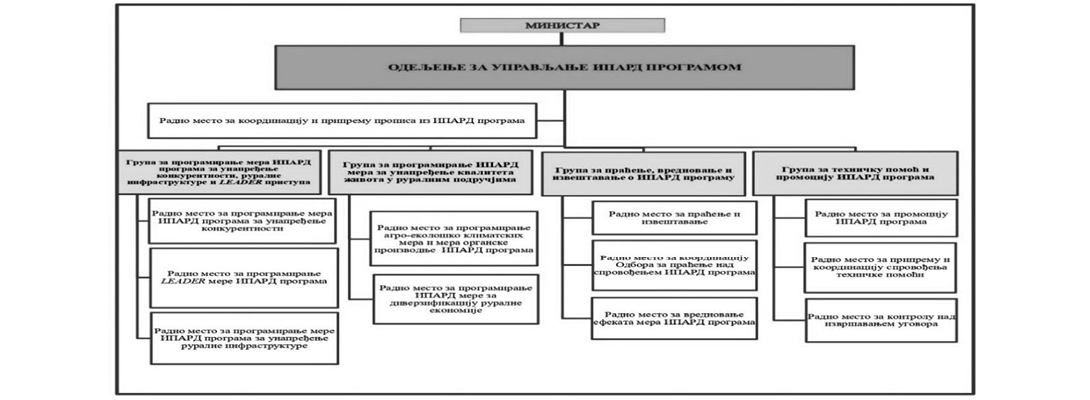 МИНИСТАР
ОДЕЉЕЊЕ ЗА УПРАВЉАЊЕ ИПАРД ПРОГРАМОМ
Радно место за координацију и припрему прописа из ИПАРД програма
Група за програмирање мера ИПАРД
програма за унапређење
конкурентности, руралне
инфраструктуре и LEADER приступа
Радно место за програмирање мера
ИПАРД програма за унапређење
конкурентности
Радно место за програмирање
LEADER мере ИПАРД програма
Радно место за програмирање мере
ИПАРД програма за унапређење
руралне инфраструктуре
Група за програмирање ИПАРД
мера за унапређење квалитета
живота у руралним подручјима
Радно место за програмирање
агро-еколошко климатских
мера и мера органске
производње ИПАРД програма
Радно место за програмирање
ИПАРД мере за
диверзификацију руралне
економије
Група за праћење, вредновање и
извештавање о ИПАРД програму
Радно место за праћење и
извештавање
Радно место за координацију
Одбора за праћење над
спровођењем ИПАРД програма
Радно место за вредновање
ефеката мера ИПАРД програма
Група за техничку помоћ и
промоцију ИПАРД програма
Радно место за промоцију
ИПАРД програма
Радно место за припрему и
координацију спровођења
техничке помоћи
Радно место за контролу над
извршавањем уговора